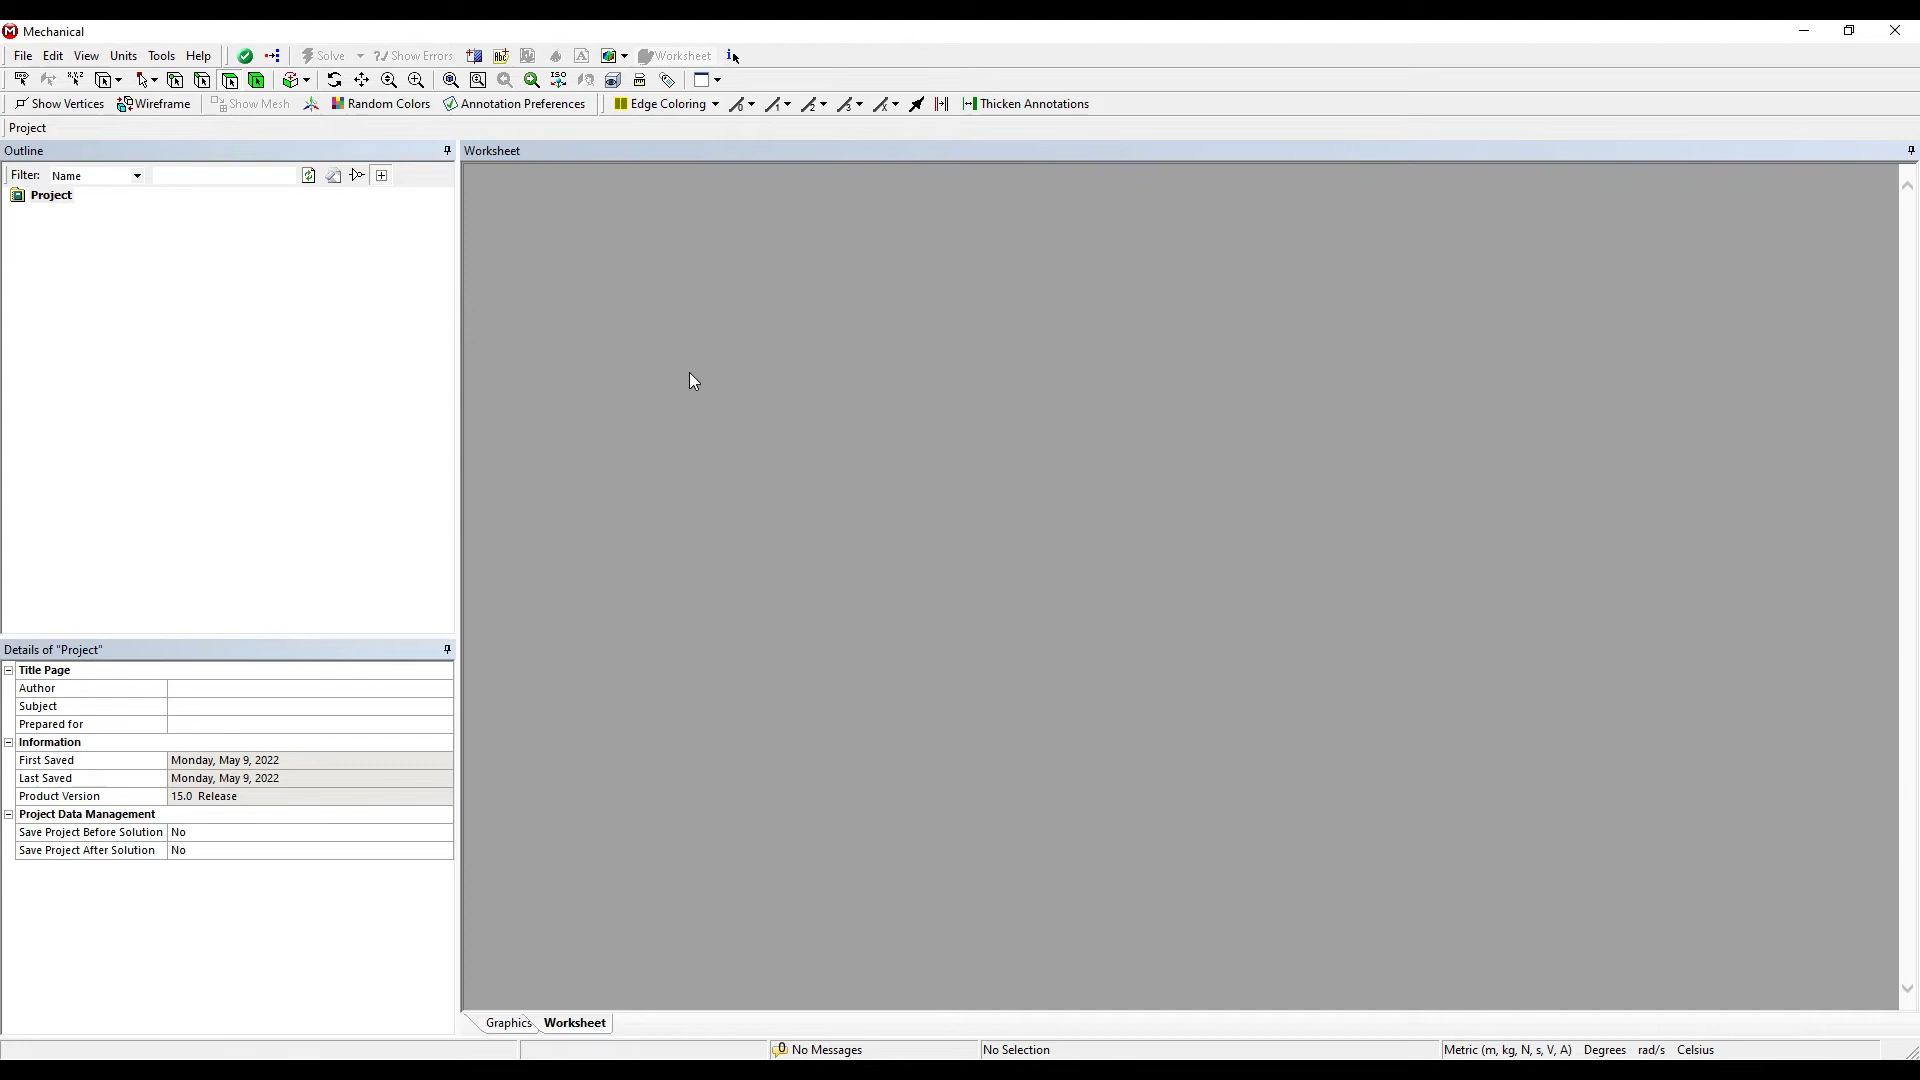 Mechanical
File Edit View Units Tools Help Solve ?/ Show Errors Worksheet
Show Vertices Wireframe Show Mesh Random Colors Annotation Preferences Edge Coloring Thicken Annotations
Project
Outline
Filter: Name
Project
Details of "Project"
Title Page
Author
Subject
Prepared for
Information
First Saved Monday, May 9, 2022
Last Saved Monday, May 9, 2022
Product Version 15.0 Release
Project Data Management
Save Project Before Solution No
Save Project After Solution No
Worksheet
Graphics Worksheet
0 No Messages No Selection Metric (m, kg, N, s, V, A) Degrees rad/s Celsius